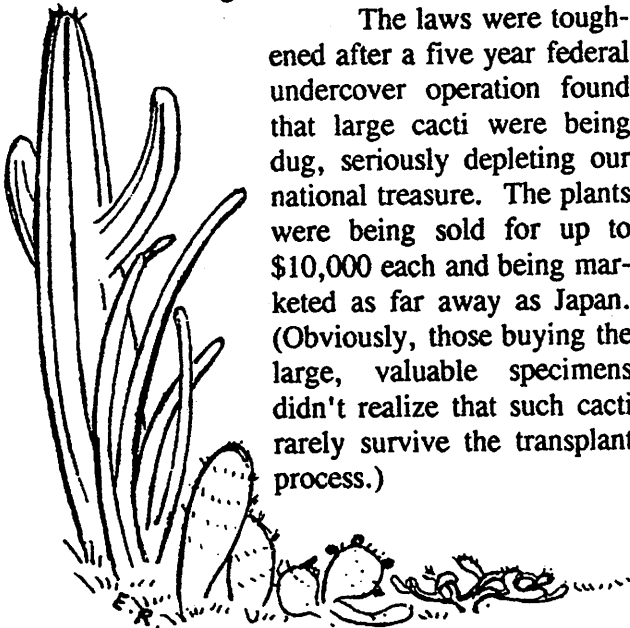 The laws were tough-
ened after a five year federal
undercover operation found
that large cacti were being
dug, seriously depleting our
national treasure. The plants
were being sold for up to
$10,000 each and being mar-
keted as far away as Japan.
(Obviously, those buying the
large, valuable specimens
didn't realize that such cacti
rarely survive the transplant
process.)
E.R.